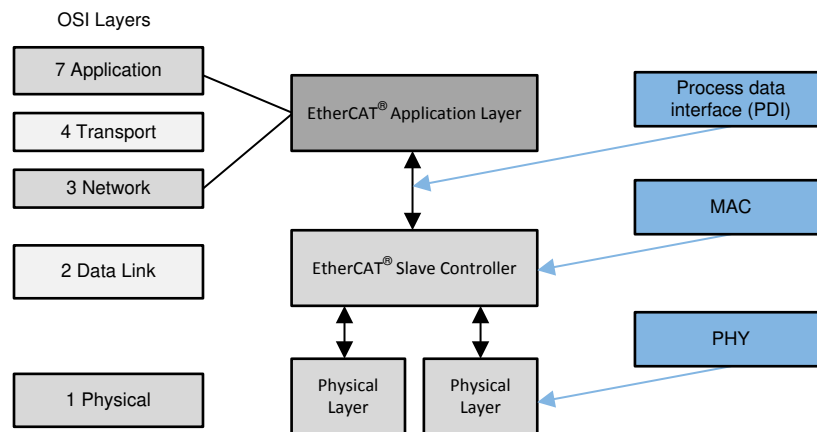 OSI Layers
7 Application
4 Transport
3 Network
2 Data Link
1 Physical
EtherCAT® Application Layer
EtherCAT® Slave Controller
Physical
Layer
Physical
Layer
Process data
interface (PDI)
MAC
PHY